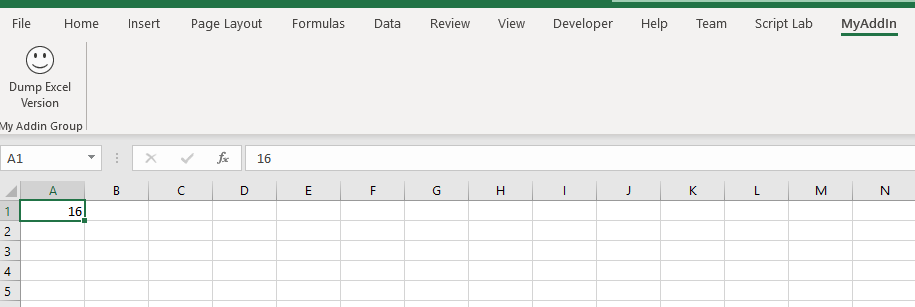 File Home Insert Page Layout Formulas Data Review View Developer Help Team Script Lab MyAddIn
Dump Excel
Version
My Addin Group
A1 fx 16
A B C D E F G H I J K L M N
1 16
2
3
4
5